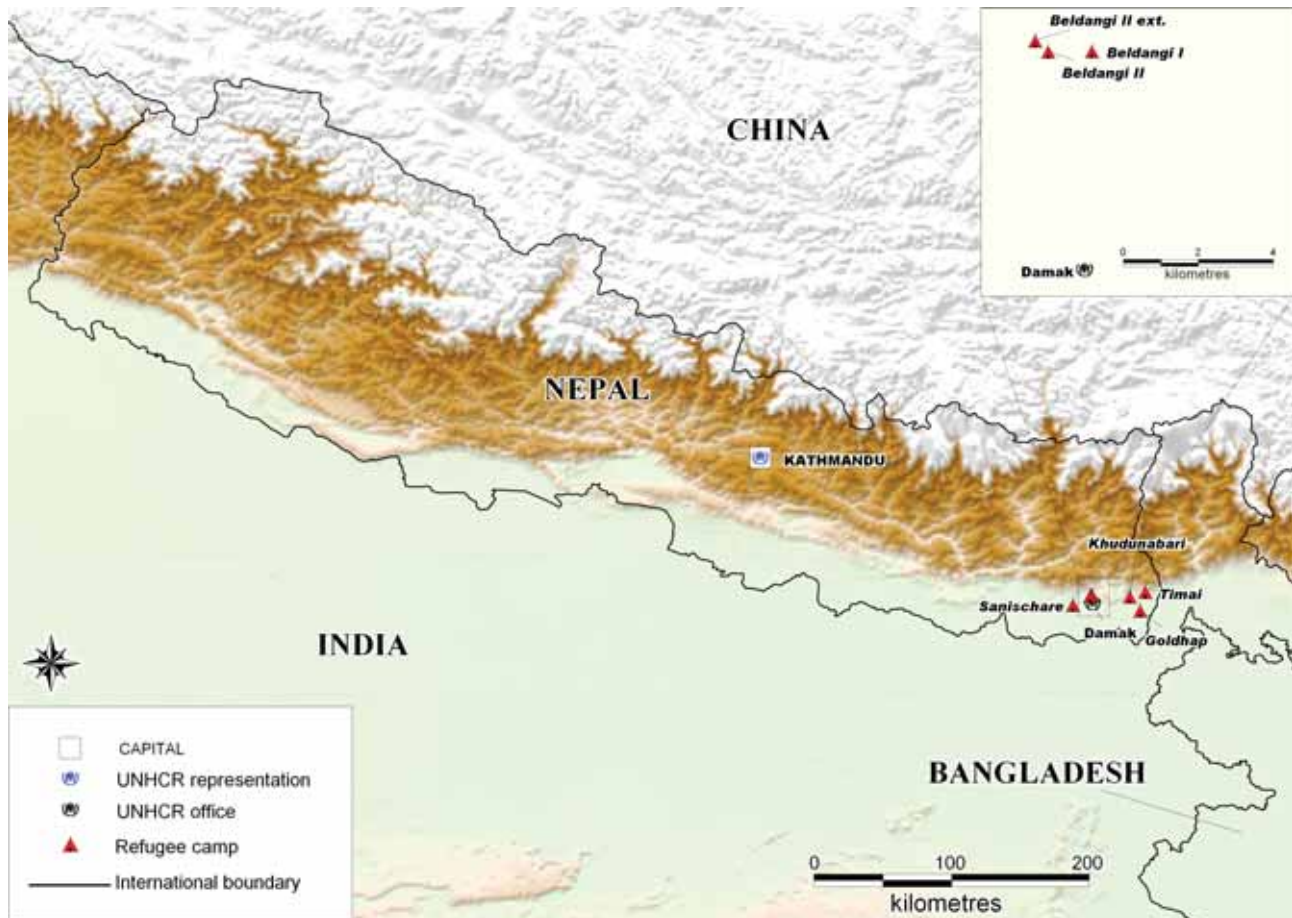 Beldangi II ext.
Beldangi I
Beldangi II
CHINA
0 2 4
kilometres
Damak
NEPAL
KATHMANDU
Khudunabari
Sanischare
Timai
Damak
Goldhap
INDIA
BANGLADESH
CAPITAL
UNHCR representation
UNHCR office
Refugee camp
International boundary
0 100 200
kilometres